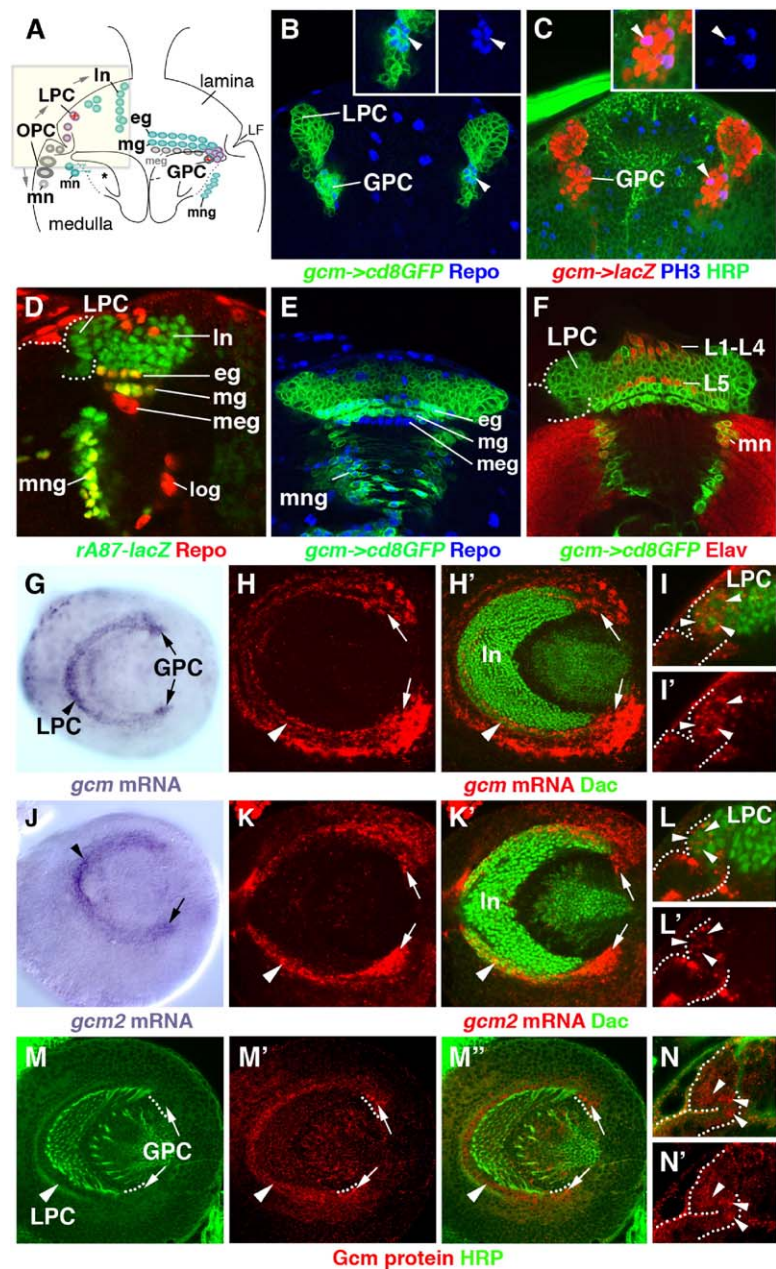 A
ln
LPC
lamina
OPC
eg
mg
meg
LF
GPC
mn
mn
*
mng
medulla
B
LPC
GPC
gcm->cd8GFP Repo
C
GPC
gcm->lacZ PH3 HRP
D
LPC
ln
eg
mg
meg
mng
log
rA87-lacZ Repo
E
eg
mg
meg
mng
gcm->cd8GFP Repo
F
LPC
L1-L4
L5
mn
gcm->cd8GFP Elav
G
GPC
LPC
gcm mRNA
H
H'
ln
I
LPC
I'
gcm mRNA Dac
J
gcm2 mRNA
K
K'
ln
L
LPC
L'
gcm2 mRNA Dac
M
GPC
LPC
M'
M''
N
N'
Gcm protein HRP